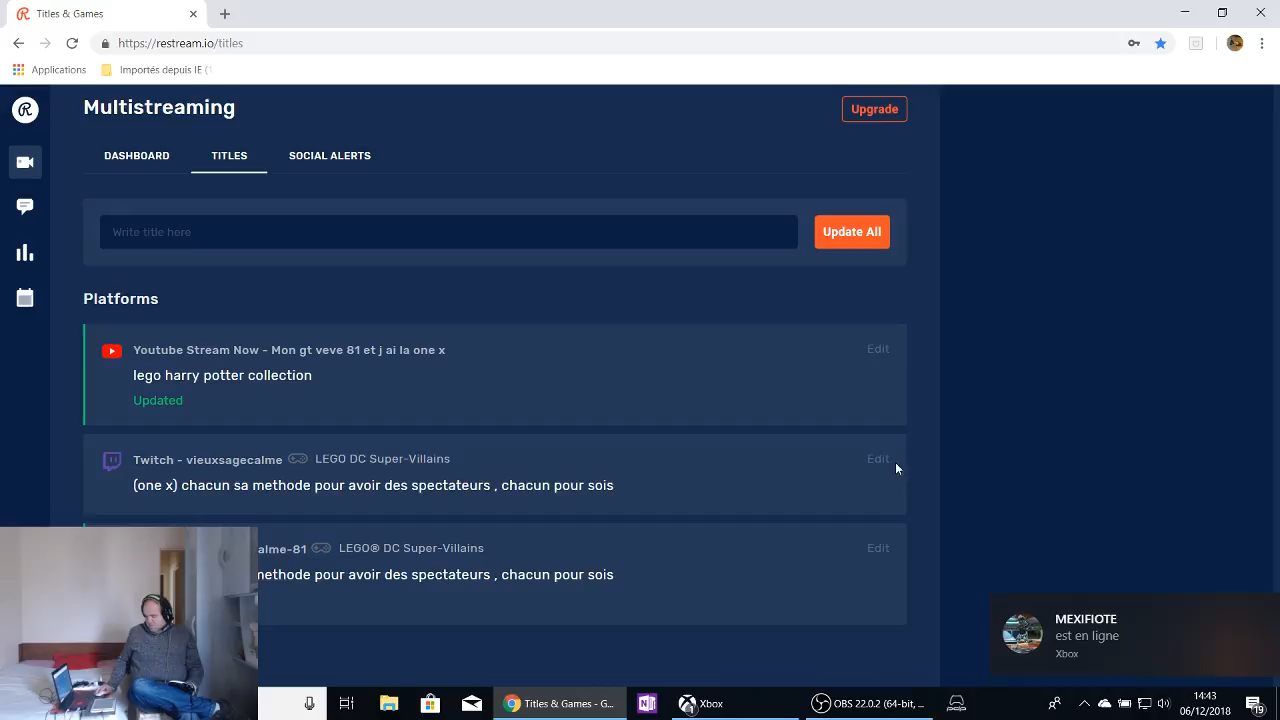 Titles & Games
https://restream.io/titles
Applications
Importés depuis IE (
Multistreaming
Upgrade
DASHBOARD
TITLES
SOCIAL ALERTS
Write title here
Update All
Platforms
Youtube Stream Now - Mon gt veve 81 et j ai la one x
Edit
lego harry potter collection
Updated
Twitch - vieuxsagecalme
LEGO DC Super-Villains
Edit
(one x) chacun sa methode pour avoir des spectateurs , chacun pour sois
alme-81
LEGO® DC Super-Villains
Edit
methode pour avoir des spectateurs , chacun pour sois
MEXIFIOTE
est en ligne
Xbox
Titles & Games - G...
Xbox
OBS 22.0.2 (64-bit, ...
14:43
06/12/2018
19